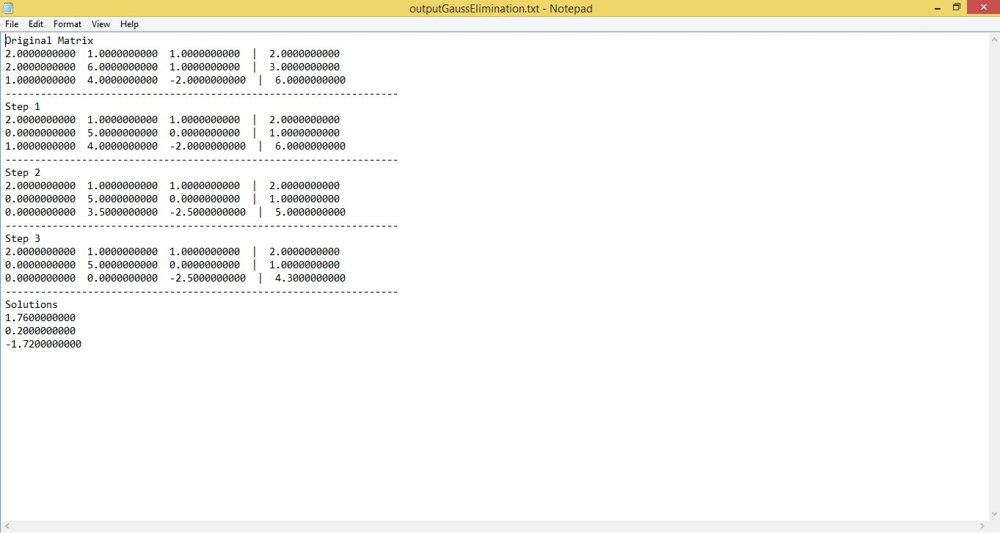 outputGaussElimination.txt - Notepad
File Edit Format View Help
Original Matrix
2.0000000000  1.0000000000  1.0000000000  |  2.0000000000
2.0000000000  6.0000000000  1.0000000000  |  3.0000000000
1.0000000000  4.0000000000  -2.0000000000  |  6.0000000000
-------------------------------------------------------------------
Step 1
2.0000000000  1.0000000000  1.0000000000  |  2.0000000000
0.0000000000  5.0000000000  0.0000000000  |  1.0000000000
1.0000000000  4.0000000000  -2.0000000000  |  6.0000000000
-------------------------------------------------------------------
Step 2
2.0000000000  1.0000000000  1.0000000000  |  2.0000000000
0.0000000000  5.0000000000  0.0000000000  |  1.0000000000
0.0000000000  3.5000000000  -2.5000000000  |  5.0000000000
-------------------------------------------------------------------
Step 3
2.0000000000  1.0000000000  1.0000000000  |  2.0000000000
0.0000000000  5.0000000000  0.0000000000  |  1.0000000000
0.0000000000  0.0000000000  -2.5000000000  |  4.3000000000
-------------------------------------------------------------------
Solutions
1.7600000000
0.2000000000
-1.7200000000